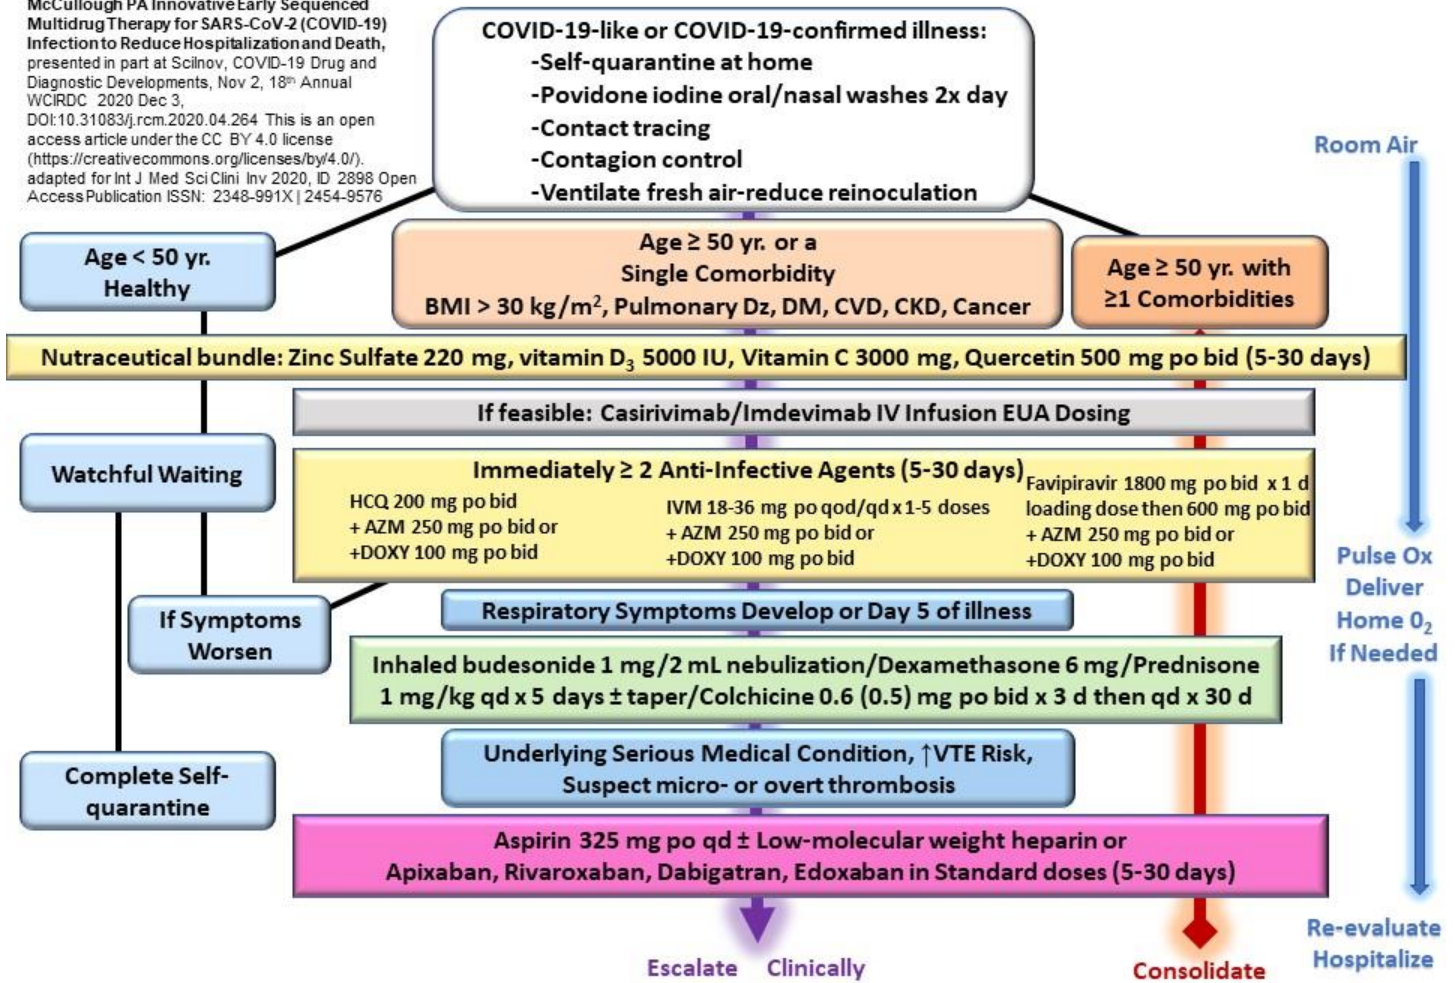 McCullough PA Innovative Early Sequenced
Multidrug Therapy for SARS-CoV-2 (COVID-19)
Infection to Reduce Hospitalization and Death,
presented in part at SciInov, COVID-19 Drug and
Diagnostic Developments, Nov 2, 18th Annual
WCIRDC 2020 Dec 3,
DOI:10.31083/j.rcm.2020.04.264 This is an open
access article under the CC BY 4.0 license
(https://creativecommons.org/licenses/by/4.0/).
adapted for Int J Med Sci Clini Inv 2020, ID 2898 Open
Access Publication ISSN: 2348-991X | 2454-9576
COVID-19-like or COVID-19-confirmed illness:
-Self-quarantine at home
-Povidone iodine oral/nasal washes 2x day
-Contact tracing
-Contagion control
-Ventilate fresh air-reduce reinoculation
Room Air
Age < 50 yr.
Healthy
Age ≥ 50 yr. or a
Single Comorbidity
BMI > 30 kg/m², Pulmonary Dz, DM, CVD, CKD, Cancer
Age ≥ 50 yr. with
≥1 Comorbidities
Nutraceutical bundle: Zinc Sulfate 220 mg, vitamin D₃ 5000 IU, Vitamin C 3000 mg, Quercetin 500 mg po bid (5-30 days)
If feasible: Casirivimab/Imdevimab IV Infusion EUA Dosing
Watchful Waiting
Immediately ≥ 2 Anti-Infective Agents (5-30 days)
HCQ 200 mg po bid
+ AZM 250 mg po bid or
+DOXY 100 mg po bid
IVM 18-36 mg po qod/qd x 1-5 doses
+ AZM 250 mg po bid or
+DOXY 100 mg po bid
Favipiravir 1800 mg po bid x 1 d
loading dose then 600 mg po bid
+ AZM 250 mg po bid or
+DOXY 100 mg po bid
Pulse Ox
Deliver
Home 0₂
If Needed
If Symptoms
Worsen
Respiratory Symptoms Develop or Day 5 of illness
Inhaled budesonide 1 mg/2 mL nebulization/Dexamethasone 6 mg/Prednisone
1 mg/kg qd x 5 days ± taper/Colchicine 0.6 (0.5) mg po bid x 3 d then qd x 30 d
Underlying Serious Medical Condition, ↑VTE Risk,
Suspect micro- or overt thrombosis
Complete Self-
quarantine
Aspirin 325 mg po qd ± Low-molecular weight heparin or
Apixaban, Rivaroxaban, Dabigatran, Edoxaban in Standard doses (5-30 days)
Escalate Clinically
Consolidate
Re-evaluate
Hospitalize